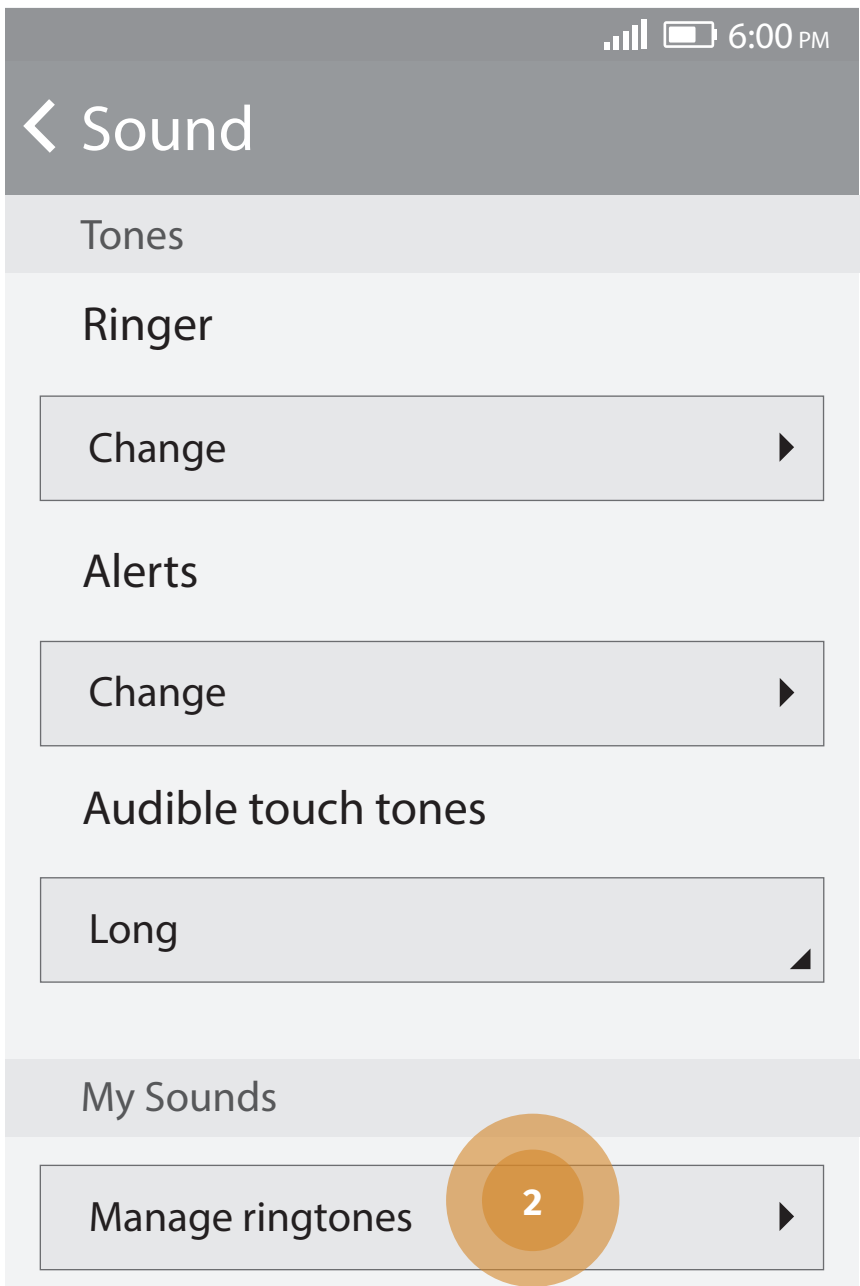 6:00 PM
Sound
Tones
Ringer
Change
Alerts
Change
Audible touch tones
Long
My Sounds
Manage ringtones 2